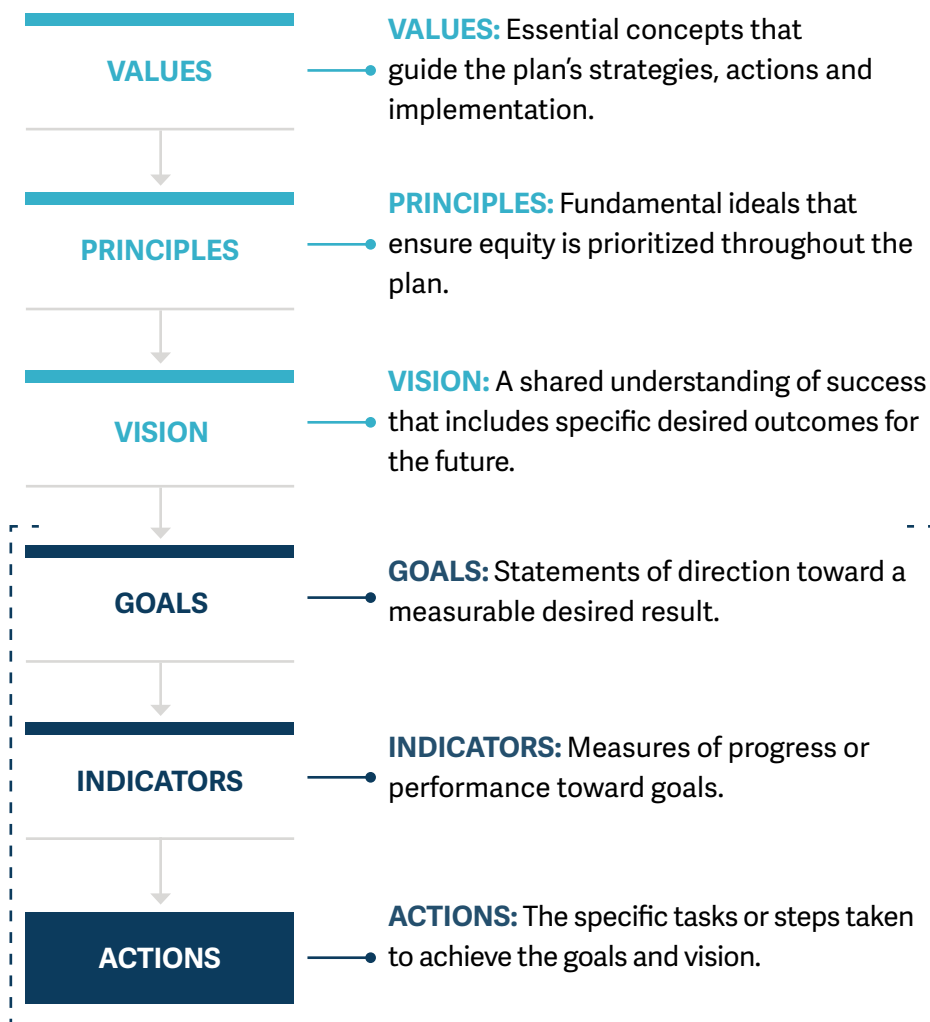 VALUES
VALUES: Essential concepts that
guide the plan’s strategies, actions and
implementation.
PRINCIPLES
PRINCIPLES: Fundamental ideals that
ensure equity is prioritized throughout the
plan.
VISION
VISION: A shared understanding of success
that includes specific desired outcomes for
the future.
GOALS
GOALS: Statements of direction toward a
measurable desired result.
INDICATORS
INDICATORS: Measures of progress or
performance toward goals.
ACTIONS
ACTIONS: The specific tasks or steps taken
to achieve the goals and vision.